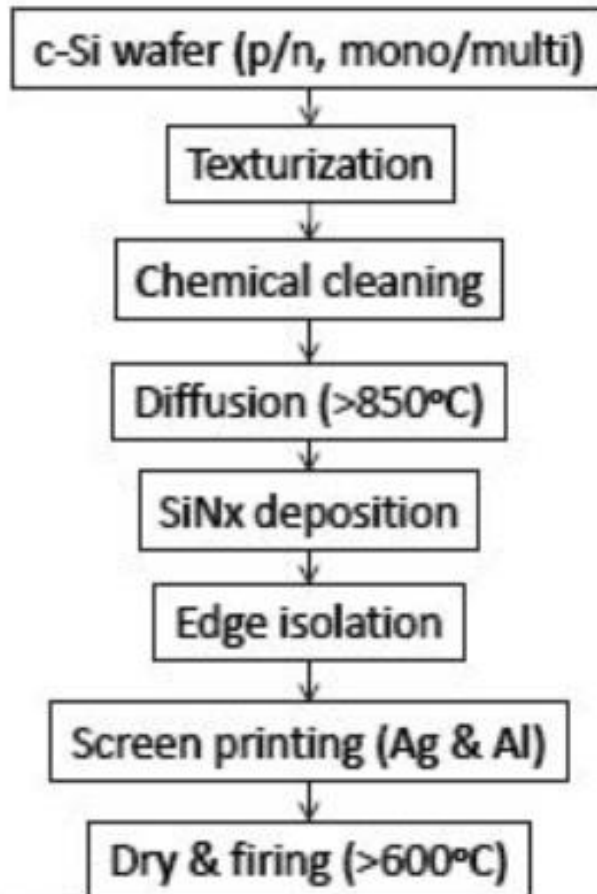 c-Si wafer (p/n, mono/multi)
Texturization
Chemical cleaning
Diffusion (>850ºC)
SiNx deposition
Edge isolation
Screen printing (Ag & Al)
Dry & firing (>600ºC)